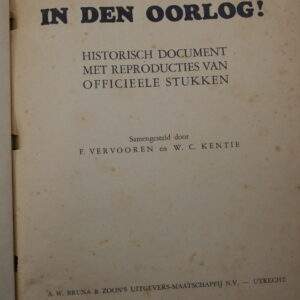 IN DEN OORLOG!
HISTORISCH DOCUMENT
MET REPRODUCTIES VAN
OFFICIEELE STUKKEN
Samengesteld door
F. VERVOOREN en W. C. KENTIE
A. W. BRUNA & ZOON'S UITGEVERS-MAATSCHAPPIJ N.V. — UTRECHT